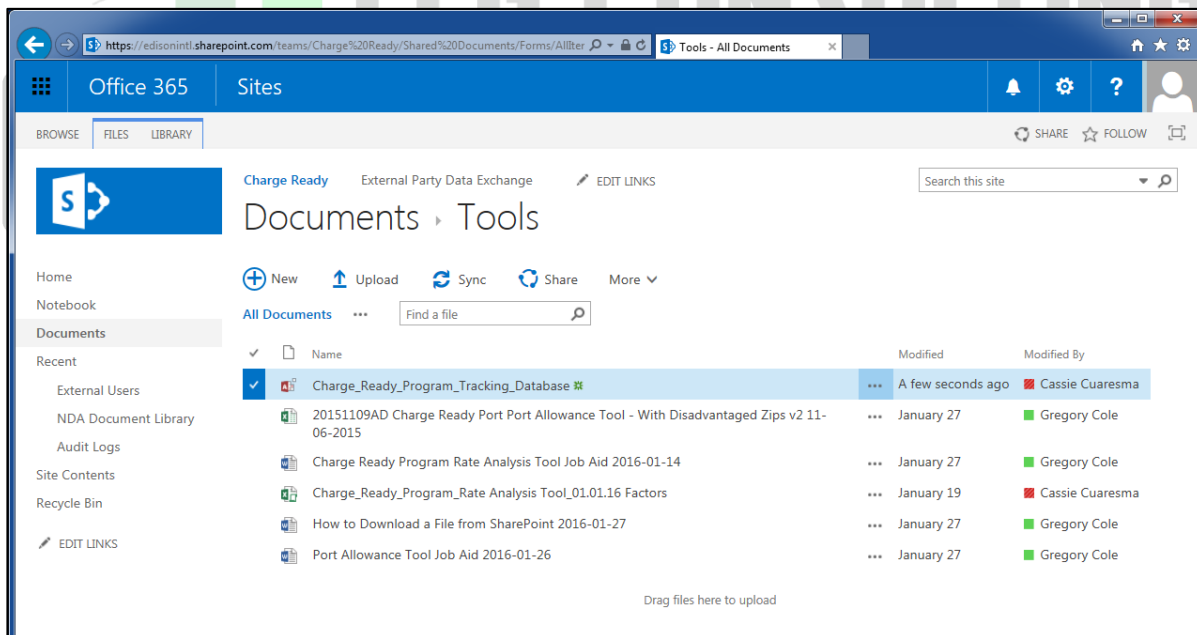 https://edisonintl.sharepoint.com/teams/Charge%20Ready/Shared%20Documents/Forms/AllIter
Tools - All Documents
Office 365
Sites
?
BROWSE FILES LIBRARY
SHARE FOLLOW
S
Charge Ready External Party Data Exchange EDIT LINKS
Search this site
Documents Tools
Home
Notebook
Documents
Recent
External Users
NDA Document Library
Audit Logs
Site Contents
Recycle Bin
EDIT LINKS
New Upload Sync Share More
All Documents ... Find a file
Name Modified Modified By
Charge_Ready_Program_Tracking_Database ... A few seconds ago Cassie Cuaresma
20151109AD Charge Ready Port Port Allowance Tool - With Disadvantaged Zips v2 11-
06-2015 ... January 27 Gregory Cole
Charge Ready Program Rate Analysis Tool Job Aid 2016-01-14 ... January 27 Gregory Cole
Charge_Ready_Program_Rate Analysis Tool_01.01.16 Factors ... January 19 Cassie Cuaresma
How to Download a File from SharePoint 2016-01-27 ... January 27 Gregory Cole
Port Allowance Tool Job Aid 2016-01-26 ... January 27 Gregory Cole
Drag files here to upload